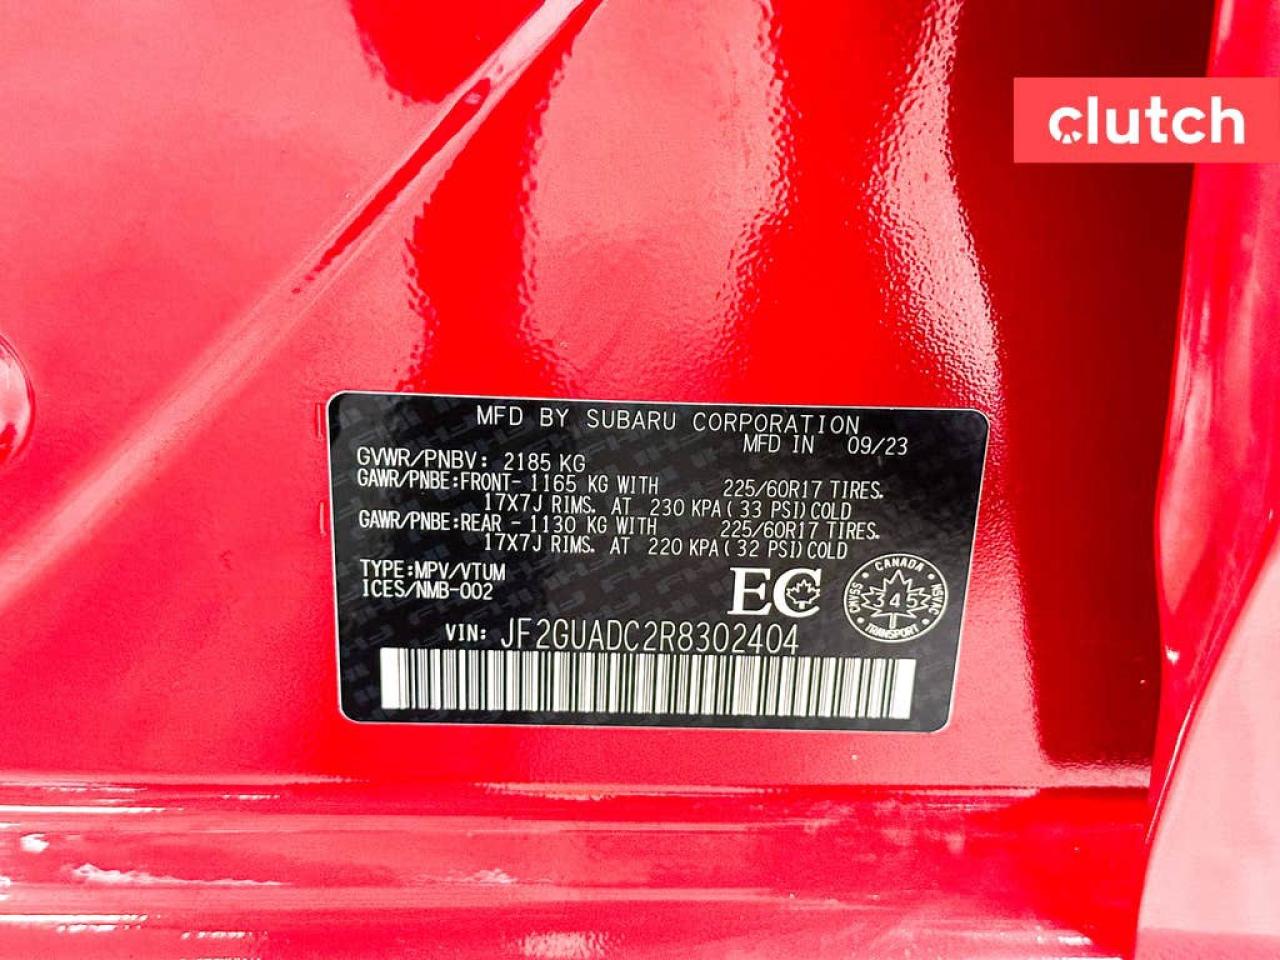 clutch
MFD BY SUBARU CORPORATION
MFD IN 09/23
GVWR/PNBV: 2185 KG
GAWR/PNBE:FRONT- 1165 KG WITH 225/60R17 TIRES.
17X7J RIMS. AT 230 KPA(33 PSI)COLD
GAWR/PNBE:REAR - 1130 KG WITH 225/60R17 TIRES.
17X7J RIMS. AT 220 KPA(32 PSI)COLD
TYPE:MPV/VTUM
ICES/NMB-002
EC
CANADA
CMVSS 345 NSVAC
TRANSPORT
VIN: JF2GUADC2R8302404